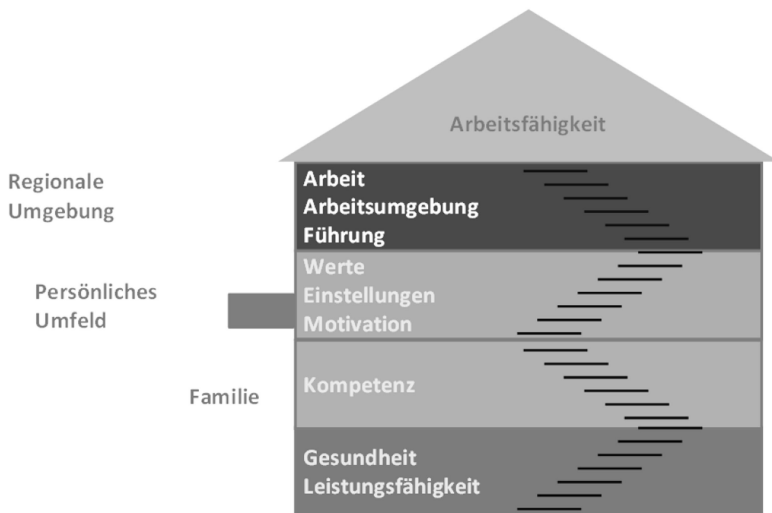 Arbeitsfähigkeit
Regionale
Umgebung
Arbeit
Arbeitsumgebung
Führung
Persönliches
Umfeld
Werte
Einstellungen
Motivation
Familie
Kompetenz
Gesundheit
Leistungsfähigkeit